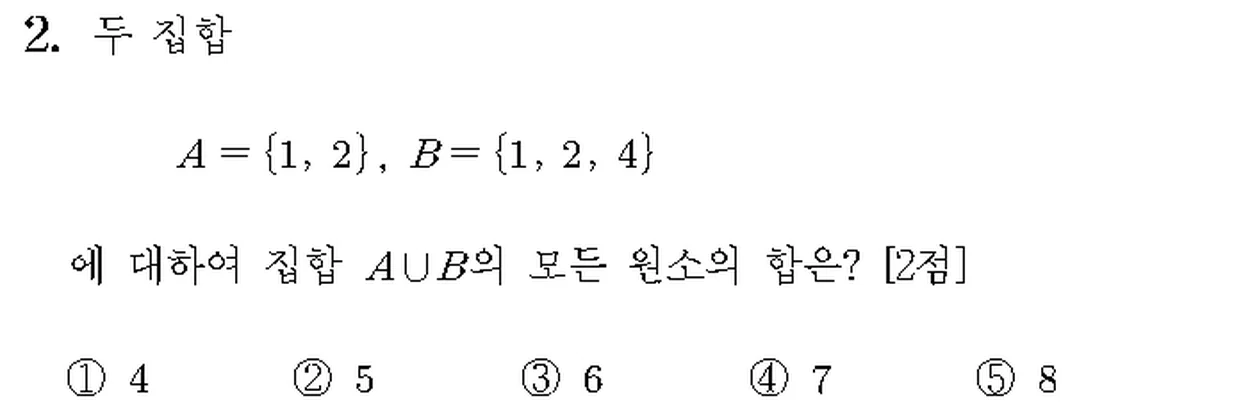 2. 두 집합
A = {1, 2}, B = {1, 2, 4}
에 대하여 집합 A∪B의 모든 원소의 합은? [2점]
① 4 ② 5 ③ 6 ④ 7 ⑤ 8